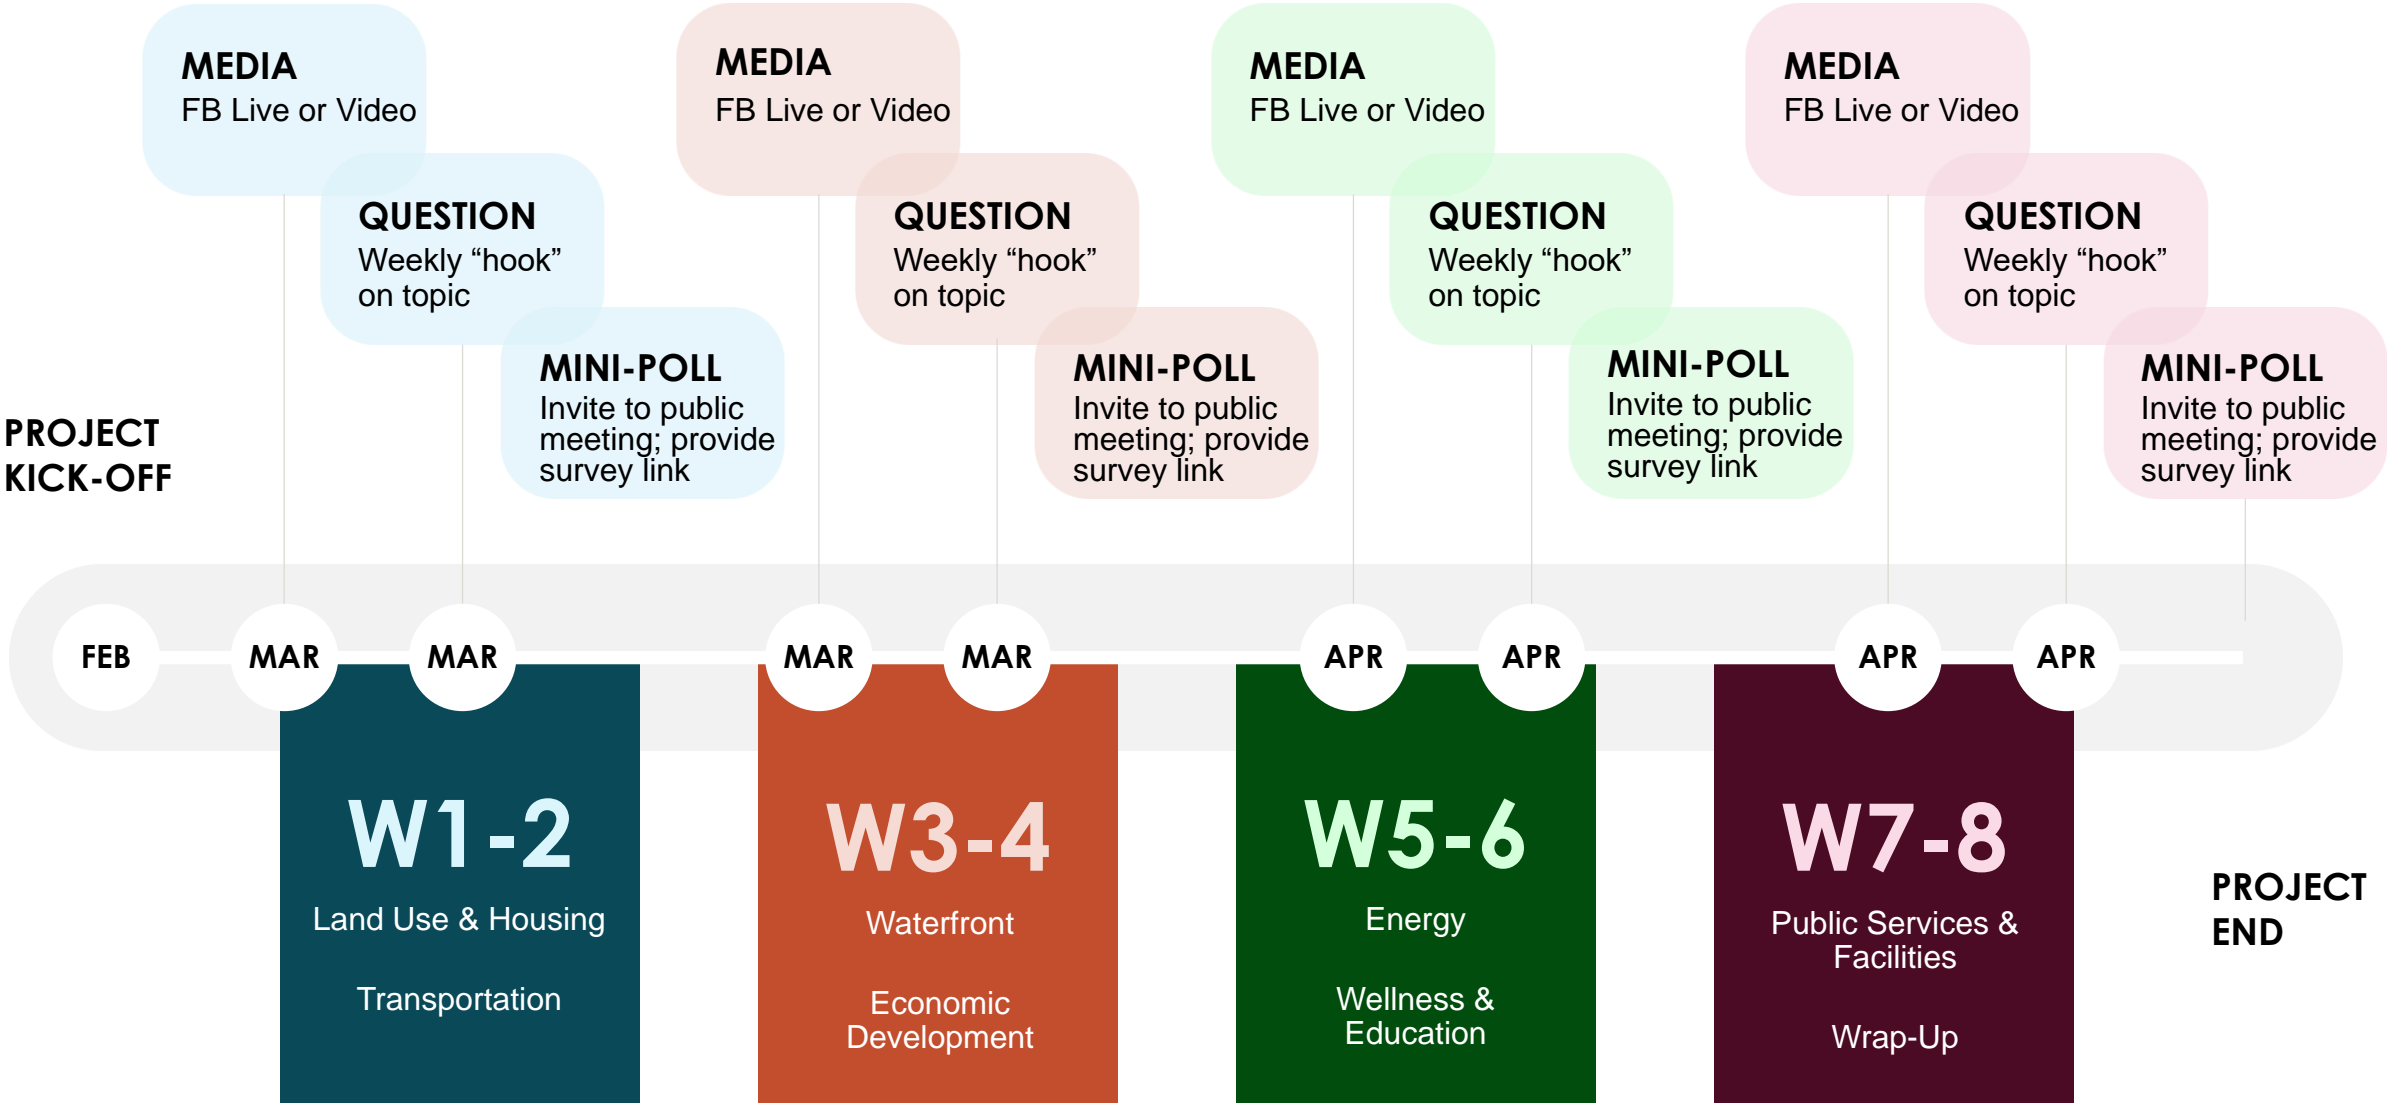 MEDIA
FB Live or Video
QUESTION
Weekly “hook”
on topic
MINI-POLL
Invite to public
meeting; provide
survey link
MEDIA
FB Live or Video
QUESTION
Weekly “hook”
on topic
MINI-POLL
Invite to public
meeting; provide
survey link
MEDIA
FB Live or Video
QUESTION
Weekly “hook”
on topic
MINI-POLL
Invite to public
meeting; provide
survey link
MEDIA
FB Live or Video
QUESTION
Weekly “hook”
on topic
MINI-POLL
Invite to public
meeting; provide
survey link
PROJECT
KICK-OFF
FEB
MAR
MAR
MAR
MAR
APR
APR
APR
APR
W1-2
Land Use & Housing
Transportation
W3-4
Waterfront
Economic
Development
W5-6
Energy
Wellness &
Education
W7-8
Public Services &
Facilities
Wrap-Up
PROJECT
END